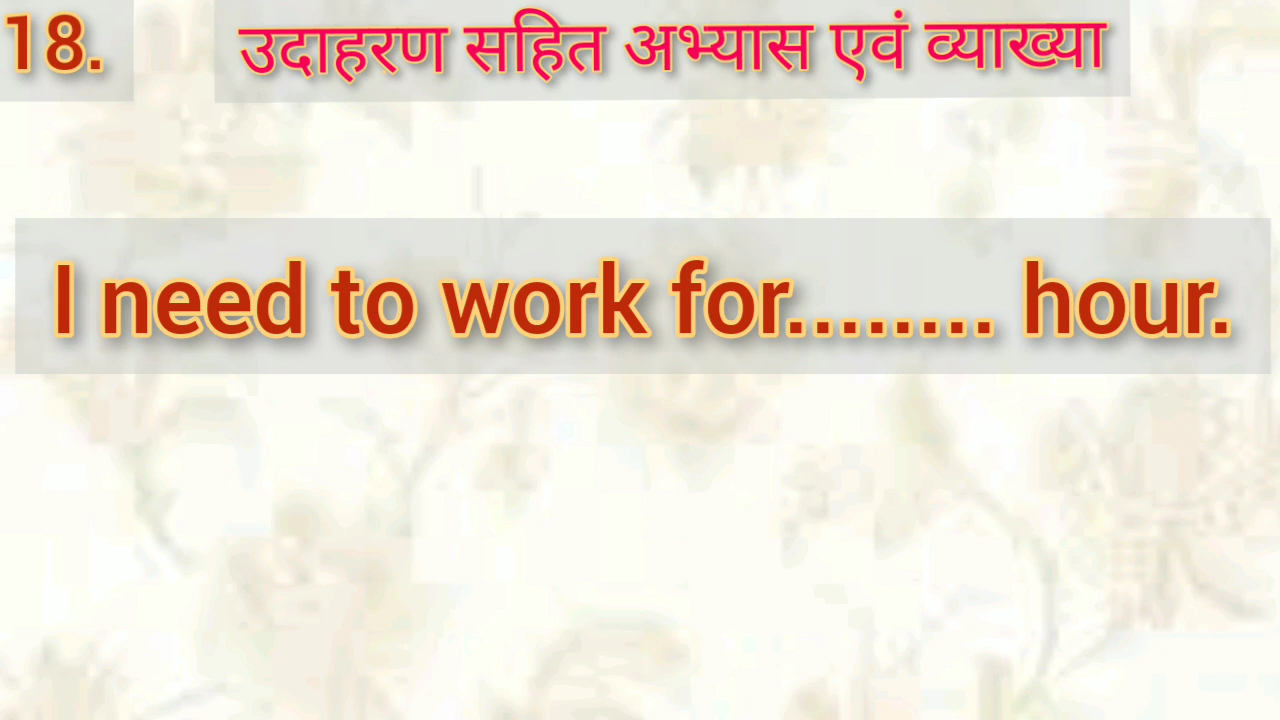 18. उदाहरण सहित अभ्यास एवं व्याख्या
I need to work for........ hour.